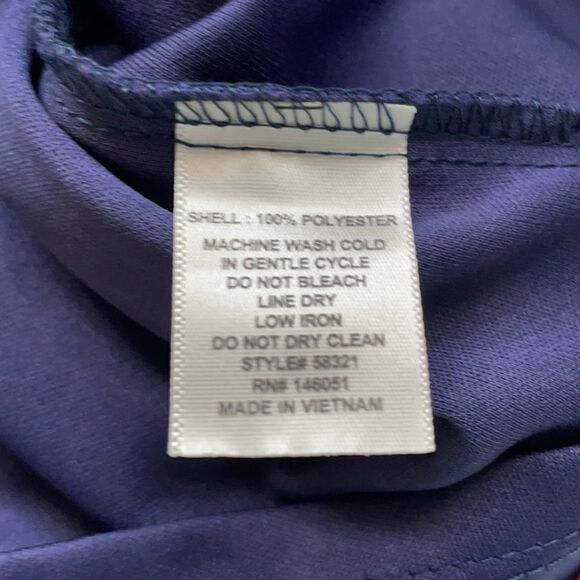 SHELL : 100% POLYESTER
MACHINE WASH COLD
IN GENTLE CYCLE
DO NOT BLEACH
LINE DRY
LOW IRON
DO NOT DRY CLEAN
STYLE# 58321
RN# 146051
MADE IN VIETNAM